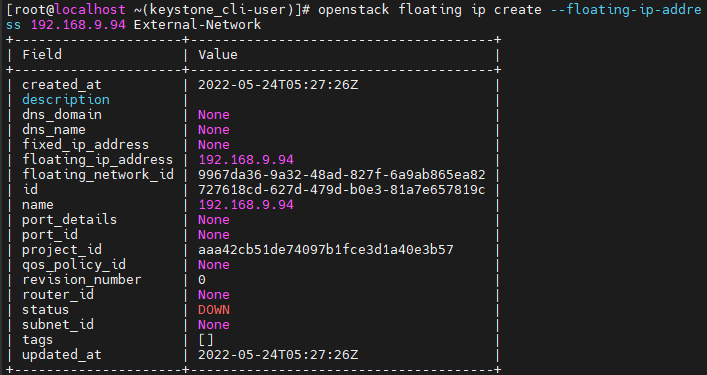 [root@localhost ~(keystone_cli-user)]# openstack floating ip create --floating-ip-addre
ss 192.168.9.94 External-Network
+---------------------+--------------------------------------+
| Field               | Value                                |
+---------------------+--------------------------------------+
| created_at          | 2022-05-24T05:27:26Z                 |
| description         |                                      |
| dns_domain          | None                                 |
| dns_name            | None                                 |
| fixed_ip_address    | None                                 |
| floating_ip_address | 192.168.9.94                         |
| floating_network_id | 9967da36-9a32-48ad-827f-6a9ab865ea82 |
| id                  | 727618cd-627d-479d-b0e3-81a7e657819c |
| name                | 192.168.9.94                         |
| port_details        | None                                 |
| port_id             | None                                 |
| project_id          | aaa42cb51de74097b1fce3d1a40e3b57     |
| qos_policy_id       | None                                 |
| revision_number     | 0                                    |
| router_id           | None                                 |
| status              | DOWN                                 |
| subnet_id           | None                                 |
| tags                | []                                   |
| updated_at          | 2022-05-24T05:27:26Z                 |
+---------------------+--------------------------------------+